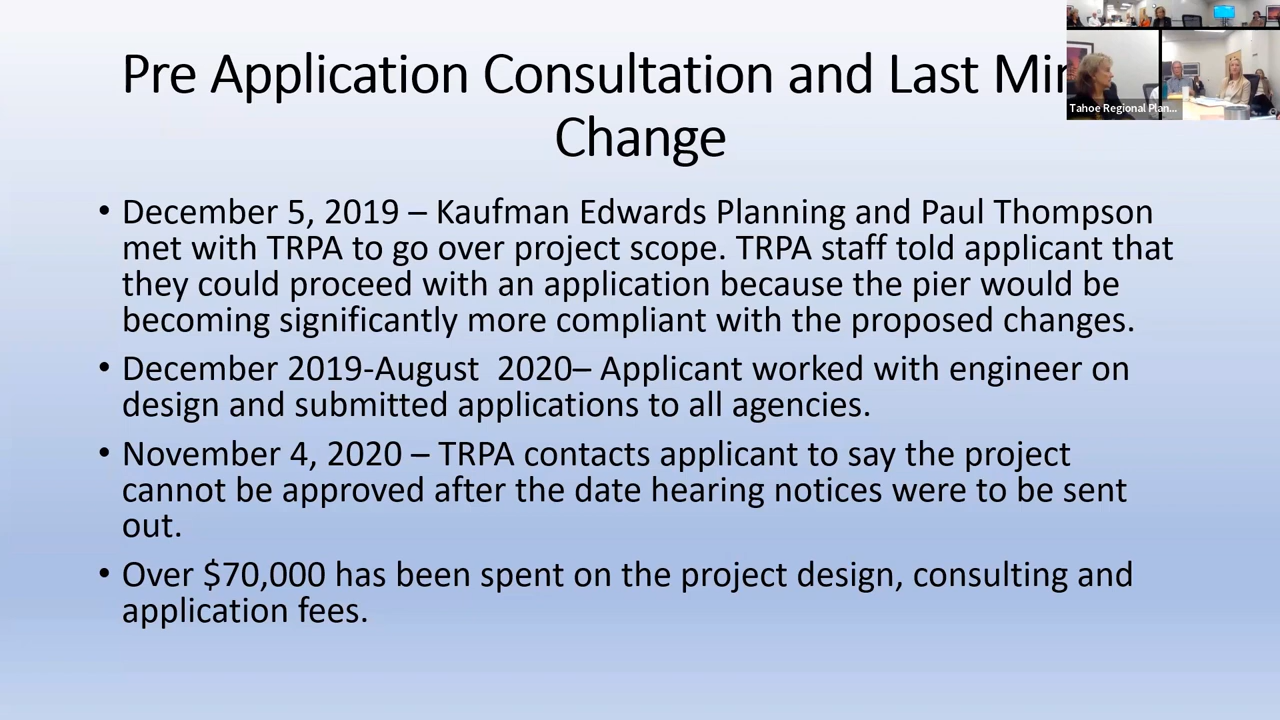 Pre Application Consultation and Last
Change
• December 5, 2019 – Kaufman Edwards Planning and Paul Thompson
met with TRPA to go over project scope. TRPA staff told applicant that
they could proceed with an application because the pier would be
becoming significantly more compliant with the proposed changes.
• December 2019-August  2020– Applicant worked with engineer on
design and submitted applications to all agencies.
• November 4, 2020 – TRPA contacts applicant to say the project
cannot be approved after the date hearing notices were to be sent
out.
• Over $70,000 has been spent on the project design, consulting and
application fees.
Tahoe Regional Plan...